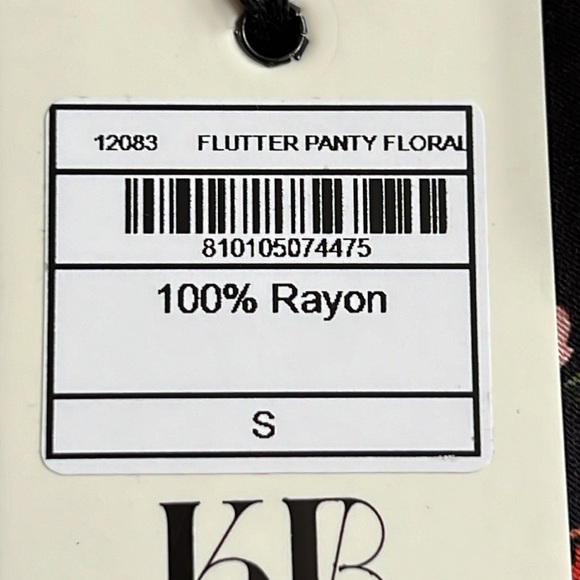 12083 FLUTTER PANTY FLORAL
810105074475
100% Rayon
S